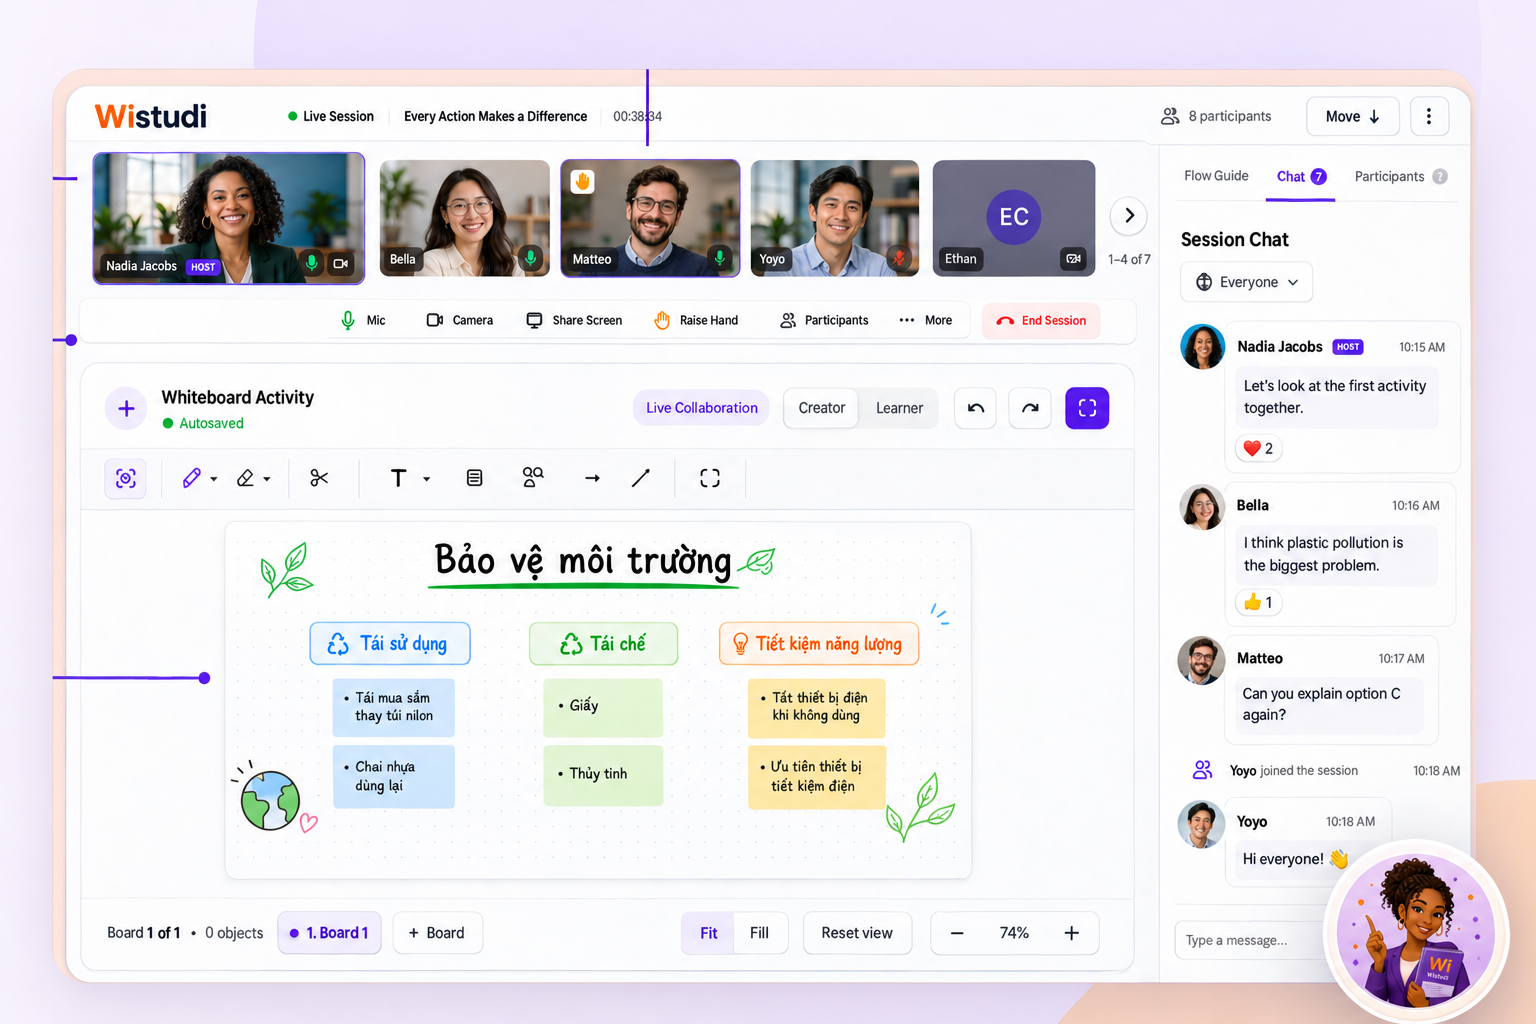 Wistudi
Live Session
Every Action Makes a Difference
00:38:34
8 participants
Move ↓
Nadia Jacobs HOST
Bella
Matteo
Yoyo
EC
Ethan
1–4 of 7
Mic
Camera
Share Screen
Raise Hand
Participants
More
End Session
Whiteboard Activity
Autosaved
Live Collaboration
Creator
Learner
T
Bảo vệ môi trường
Tái sử dụng
• Tái mua sắm
thay túi nilon
• Chai nhựa
dùng lại
Tái chế
• Giấy
• Thủy tinh
Tiết kiệm năng lượng
• Tắt thiết bị điện
khi không dùng
• Ưu tiên thiết bị
tiết kiệm điện
Board 1 of 1 • 0 objects
1. Board 1
+ Board
Fit
Fill
Reset view
− 74% +
Flow Guide
Chat 7
Participants ?
Session Chat
Everyone
Nadia Jacobs HOST 10:15 AM
Let's look at the first activity
together.
❤️ 2
Bella 10:16 AM
I think plastic pollution is
the biggest problem.
👍 1
Matteo 10:17 AM
Can you explain option C
again?
Yoyo joined the session 10:18 AM
Yoyo 10:18 AM
Hi everyone! 👋
Type a message...
Wi
Wistudi